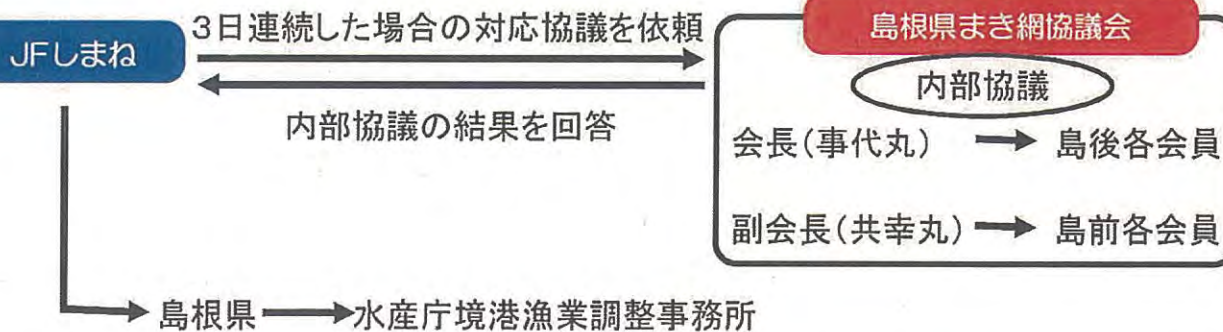 3日連続した場合の対応協議を依頼
島根県まき網協議会
JFしまね
内部協議
内部協議の結果を回答
会長(事代丸)
島後各会員
副会長(共幸丸)
島前各会員
島根県
水産庁境港漁業調整事務所